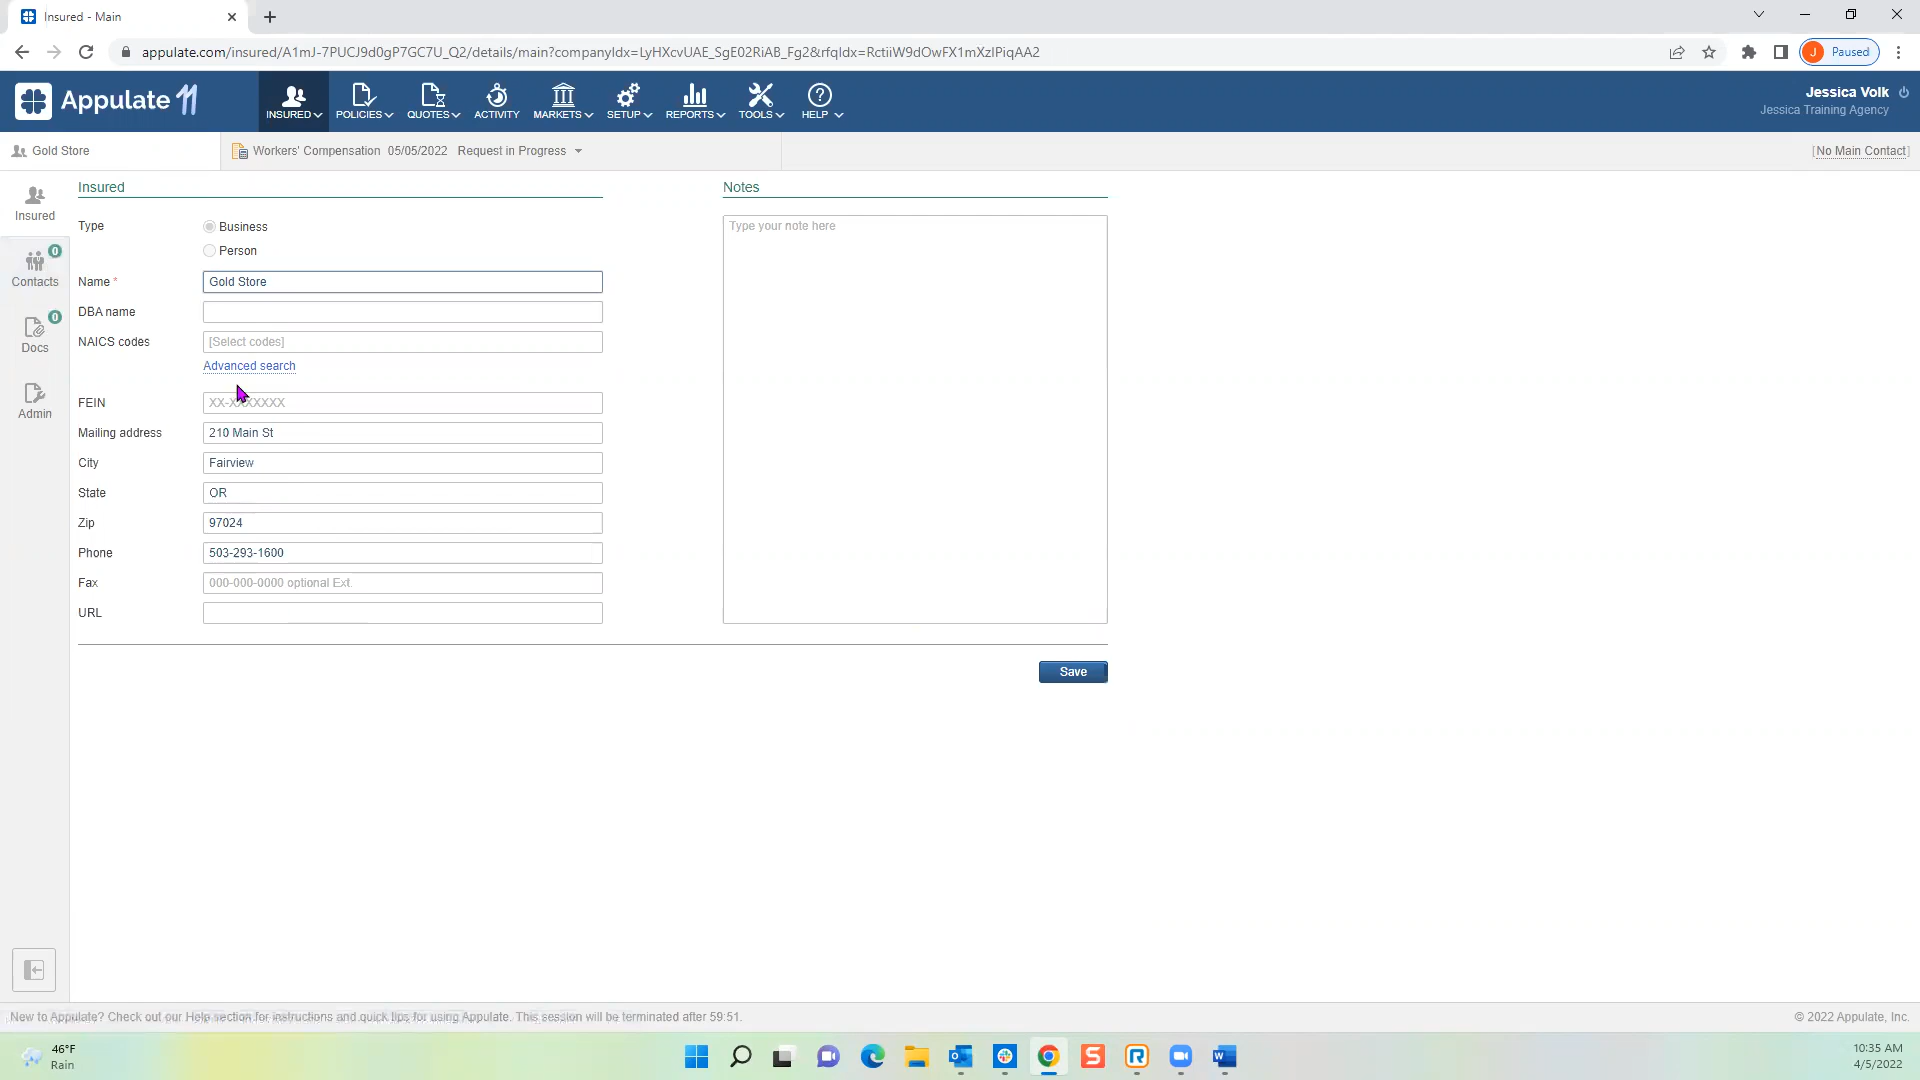 Insured - Main
appulate.com/insured/A1mJ-7PUCJ9d0gP7GC7U_Q2/details/main?companyIdx=LyHXcvUAE_SgE02RiAB_Fg2&rfqIdx=RctiiW9dOwFX1mXzIPiqAA2
J Paused
Appulate 11
INSURED POLICIES QUOTES ACTIVITY MARKETS SETUP REPORTS TOOLS HELP
Jessica Volk
Jessica Training Agency
Gold Store
Workers' Compensation 05/05/2022 Request in Progress
[No Main Contact]
Insured
0
Contacts
0
Docs
Admin
Insured
Type
Business
Person
Name *
Gold Store
DBA name
NAICS codes
[Select codes]
Advanced search
FEIN
XX-XXXXXXX
Mailing address
210 Main St
City
Fairview
State
OR
Zip
97024
Phone
503-293-1600
Fax
000-000-0000 optional Ext.
URL
Notes
Type your note here
Save
New to Appulate? Check out our Help section for instructions and quick tips for using Appulate. This session will be terminated after 59:51.
© 2022 Appulate, Inc.
46°F
Rain
S
R
W
10:35 AM
4/5/2022